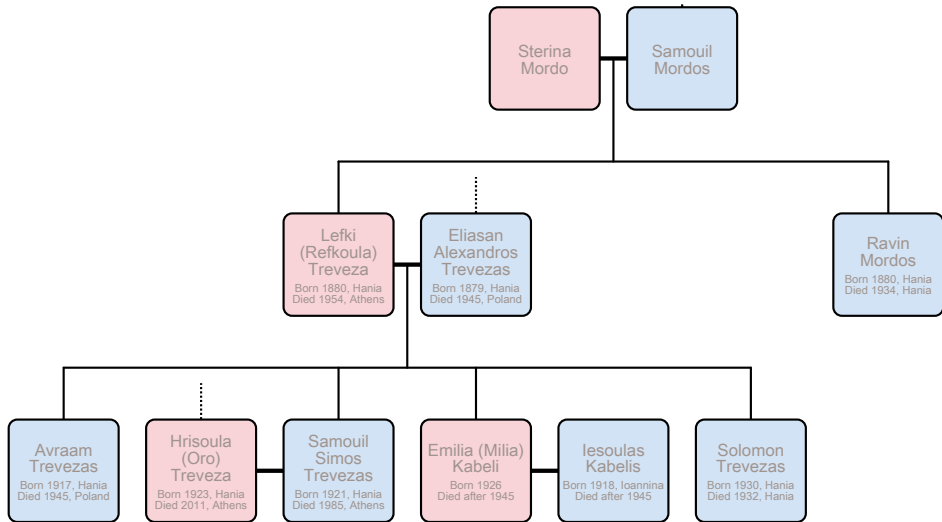 Sterina
Mordo
Samouil
Mordos
Lefki
(Refkoula)
Treveza
Born 1880, Hania
Died 1954, Athens
Eliasan
Alexandros
Trevezas
Born 1879, Hania
Died 1945, Poland
Ravin
Mordos
Born 1880, Hania
Died 1934, Hania
Avraam
Trevezas
Born 1917, Hania
Died 1945, Poland
Hrisoula
(Oro)
Treveza
Born 1923, Hania
Died 2011, Athens
Samouil
Simos
Trevezas
Born 1921, Hania
Died 1985, Athens
Emilia (Milia)
Kabeli
Born 1926
Died after 1945
Iesoulas
Kabelis
Born 1918, Ioannina
Died after 1945
Solomon
Trevezas
Born 1930, Hania
Died 1932, Hania